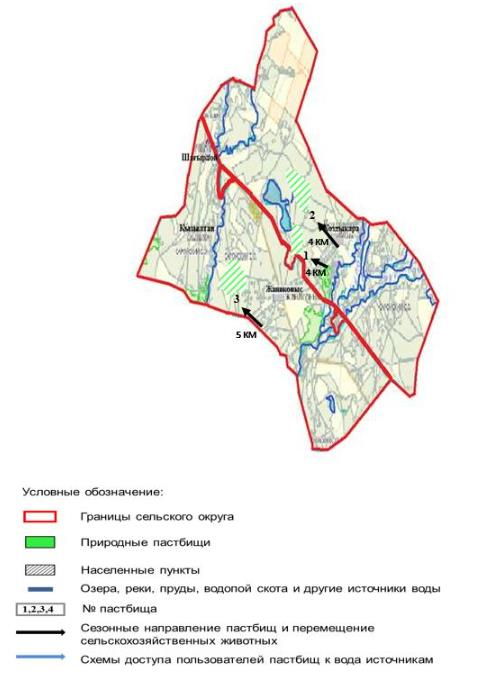 Шағырлой
2
Қоздықара
Қызылтан
4 КМ
1
4 КМ
Жанаконыс
3
5 КМ
Условные обозначение:
Границы сельского округа
Природные пастбищи
Населенные пункты
Озера, реки, пруды, водопой скота и другие источники воды
1,2,3,4 № пастбища
Сезонные направление пастбищ и перемещение
сельскохозяйственных животных
Схемы доступа пользователей пастбищ к вода источникам